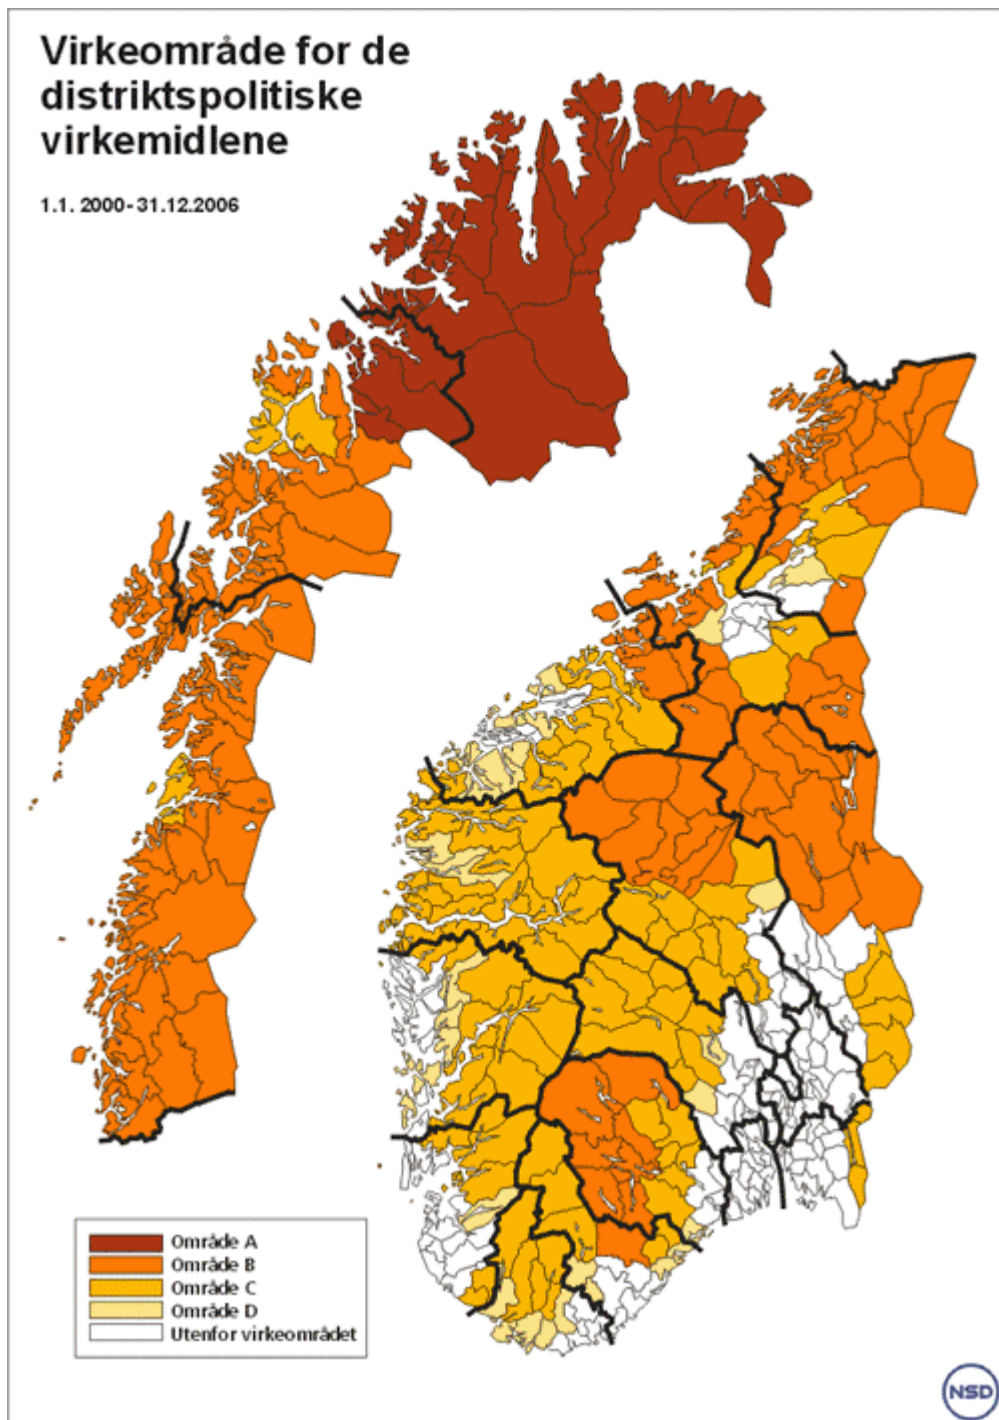 Virkeområde for de
distriktspolitiske
virkemidlene
1.1. 2000-31.12.2006
Område A
Område B
Område C
Område D
Utenfor virkeområdet
NSD